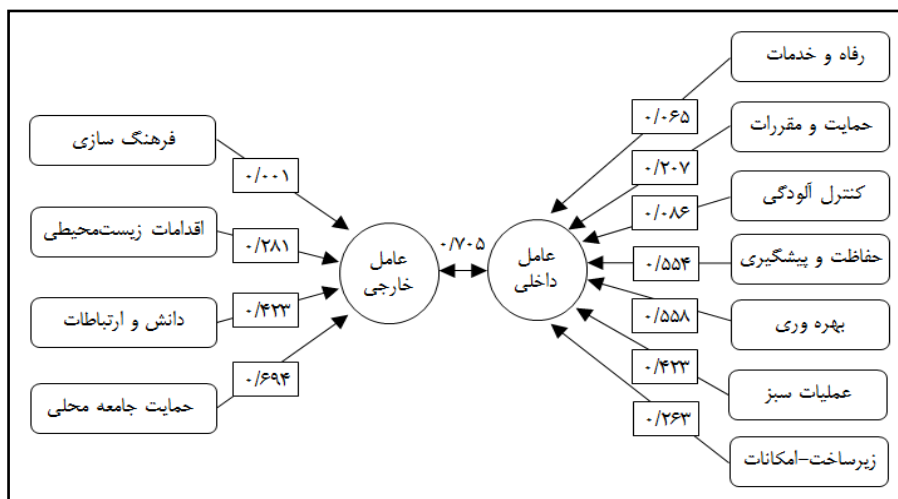 رفاه و خدمات
۰/۰۶۵
حمایت و مقررات
۰/۲۰۷
کنترل آلودگی
۰/۰۸۶
حفاظت و پیشگیری
۰/۵۵۴
بهره وری
۰/۵۵۸
عملیات سبز
۰/۴۲۳
زیرساخت-امکانات
۰/۲۶۳
عامل
داخلی
۰/۷۰۵
عامل
خارجی
فرهنگ سازی
۰/۰۰۱
اقدامات زیست‌محیطی
۰/۲۸۱
دانش و ارتباطات
۰/۴۲۳
حمایت جامعه محلی
۰/۶۹۴